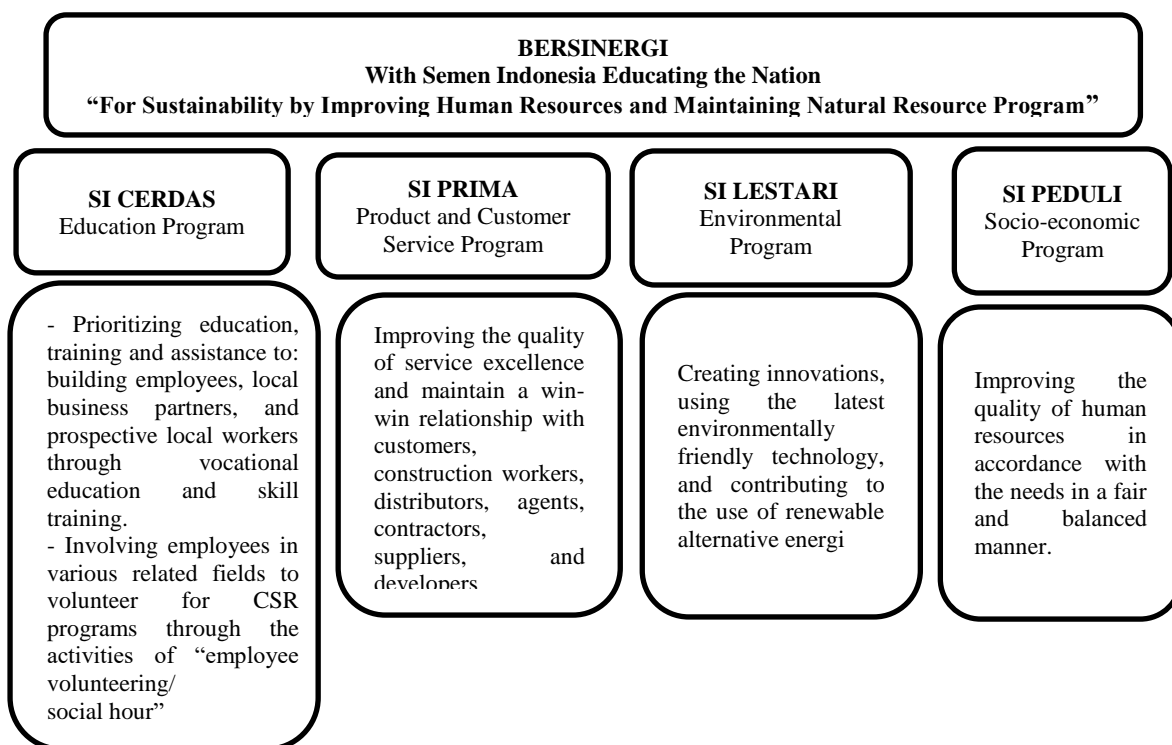 BERSINERGI
With Semen Indonesia Educating the Nation
“For Sustainability by Improving Human Resources and Maintaining Natural Resource Program”
SI CERDAS
Education Program
SI PRIMA
Product and Customer
Service Program
SI LESTARI
Environmental
Program
SI PEDULI
Socio-economic
Program
- Prioritizing education,
training and assistance to:
building employees, local
business partners, and
prospective local workers
through vocational
education and skill
training.
- Involving employees in
various related fields to
volunteer for CSR
programs through the
activities of “employee
volunteering/
social hour”
Improving the quality
of service excellence
and maintain a win-
win relationship with
customers,
construction workers,
distributors, agents,
contractors,
suppliers, and
developers
Creating innovations,
using the latest
environmentally
friendly technology,
and contributing to
the use of renewable
alternative energi
Improving the
quality of human
resources in
accordance with
the needs in a fair
and balanced
manner.